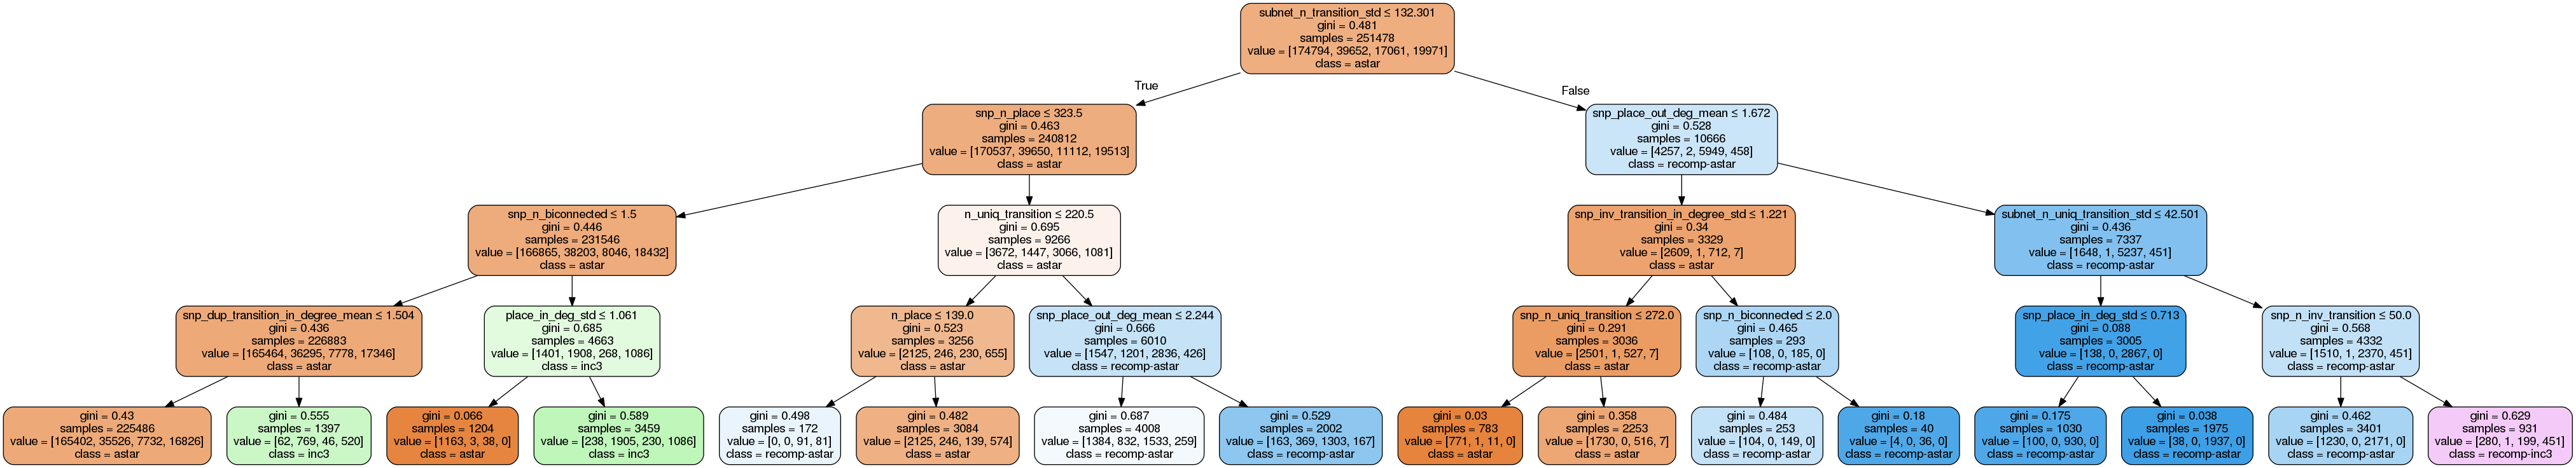 subnet_n_transition_std ≤ 132.301
gini = 0.481
samples = 251478
value = [174794, 39652, 17061, 19971]
class = astar
True
False
snp_n_place ≤ 323.5
gini = 0.463
samples = 240812
value = [170537, 39650, 11112, 19513]
class = astar
snp_place_out_deg_mean ≤ 1.672
gini = 0.528
samples = 10666
value = [4257, 2, 5949, 458]
class = recomp-astar
snp_n_biconnected ≤ 1.5
gini = 0.446
samples = 231546
value = [166865, 38203, 8046, 18432]
class = astar
n_uniq_transition ≤ 220.5
gini = 0.695
samples = 9266
value = [3672, 1447, 3066, 1081]
class = astar
snp_inv_transition_in_degree_std ≤ 1.221
gini = 0.34
samples = 3329
value = [2609, 1, 712, 7]
class = astar
subnet_n_uniq_transition_std ≤ 42.501
gini = 0.436
samples = 7337
value = [1648, 1, 5237, 451]
class = recomp-astar
snp_dup_transition_in_degree_mean ≤ 1.504
gini = 0.436
samples = 226883
value = [165464, 36295, 7778, 17346]
class = astar
place_in_deg_std ≤ 1.061
gini = 0.685
samples = 4663
value = [1401, 1908, 268, 1086]
class = inc3
n_place ≤ 139.0
gini = 0.523
samples = 3256
value = [2125, 246, 230, 655]
class = astar
snp_place_out_deg_mean ≤ 2.244
gini = 0.666
samples = 6010
value = [1547, 1201, 2836, 426]
class = recomp-astar
snp_n_uniq_transition ≤ 272.0
gini = 0.291
samples = 3036
value = [2501, 1, 527, 7]
class = astar
snp_n_biconnected ≤ 2.0
gini = 0.465
samples = 293
value = [108, 0, 185, 0]
class = recomp-astar
snp_place_in_deg_std ≤ 0.713
gini = 0.088
samples = 3005
value = [138, 0, 2867, 0]
class = recomp-astar
snp_n_inv_transition ≤ 50.0
gini = 0.568
samples = 4332
value = [1510, 1, 2370, 451]
class = recomp-astar
gini = 0.43
samples = 225486
value = [165402, 35526, 7732, 16826]
class = astar
gini = 0.555
samples = 1397
value = [62, 769, 46, 520]
class = inc3
gini = 0.066
samples = 1204
value = [1163, 3, 38, 0]
class = astar
gini = 0.589
samples = 3459
value = [238, 1905, 230, 1086]
class = inc3
gini = 0.498
samples = 172
value = [0, 0, 91, 81]
class = recomp-astar
gini = 0.482
samples = 3084
value = [2125, 246, 139, 574]
class = astar
gini = 0.687
samples = 4008
value = [1384, 832, 1533, 259]
class = recomp-astar
gini = 0.529
samples = 2002
value = [163, 369, 1303, 167]
class = recomp-astar
gini = 0.03
samples = 783
value = [771, 1, 11, 0]
class = astar
gini = 0.358
samples = 2253
value = [1730, 0, 516, 7]
class = astar
gini = 0.484
samples = 253
value = [104, 0, 149, 0]
class = recomp-astar
gini = 0.18
samples = 40
value = [4, 0, 36, 0]
class = recomp-astar
gini = 0.175
samples = 1030
value = [100, 0, 930, 0]
class = recomp-astar
gini = 0.038
samples = 1975
value = [38, 0, 1937, 0]
class = recomp-astar
gini = 0.462
samples = 3401
value = [1230, 0, 2171, 0]
class = recomp-astar
gini = 0.629
samples = 931
value = [280, 1, 199, 451]
class = recomp-inc3